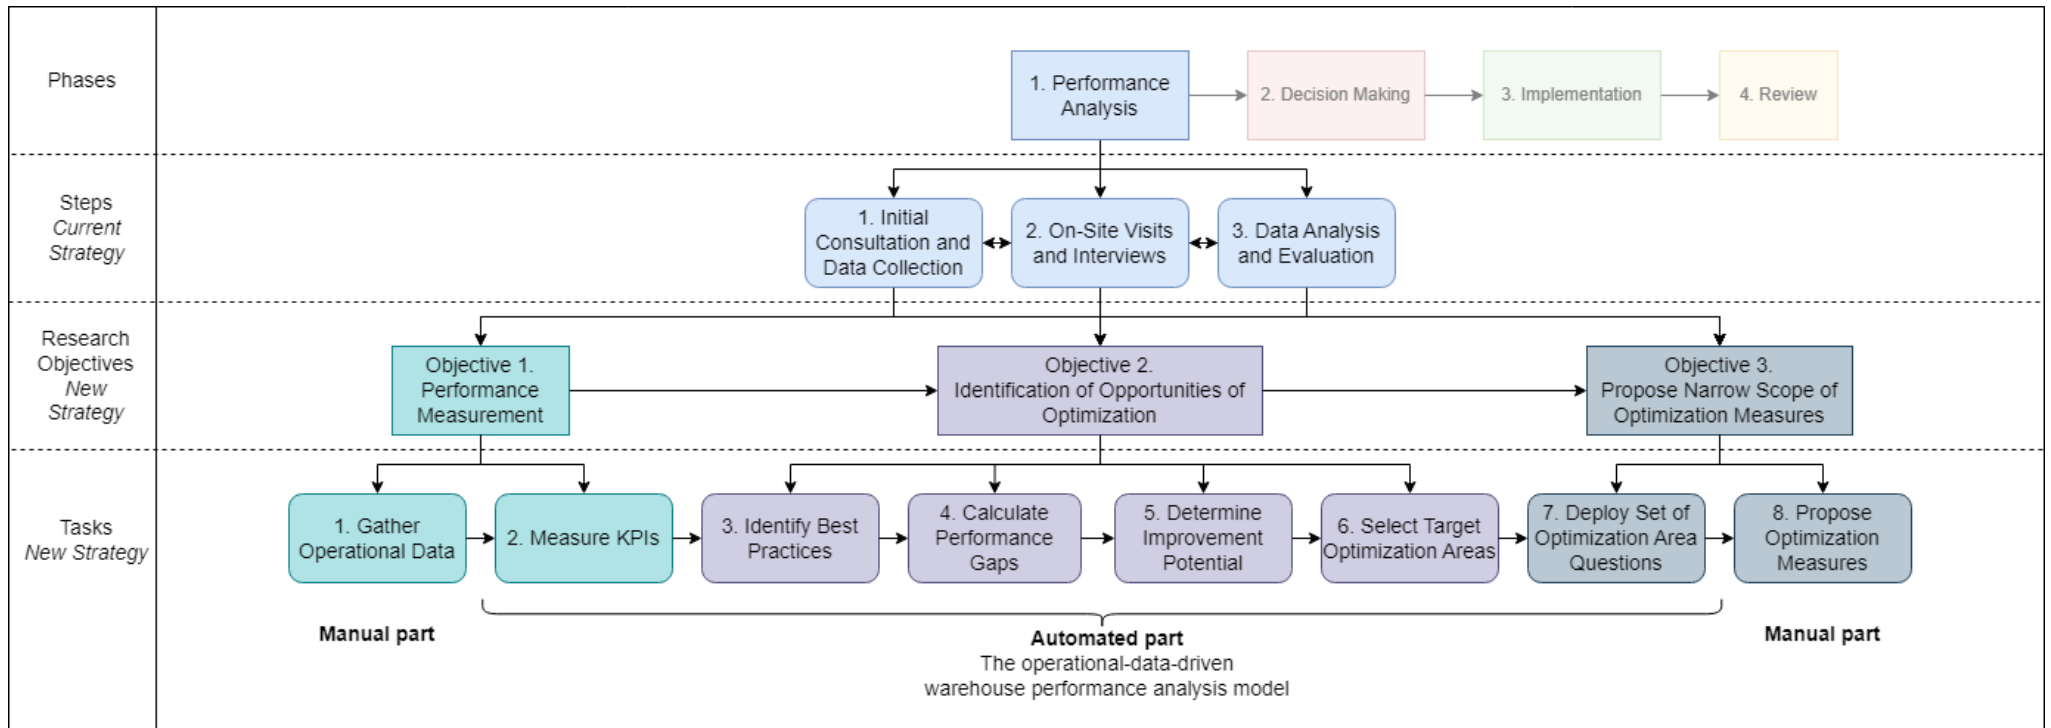 Phases
1. Performance
Analysis
2. Decision Making
3. Implementation
4. Review
Steps
Current
Strategy
1. Initial
Consultation and
Data Collection
2. On-Site Visits
and Interviews
3. Data Analysis
and Evaluation
Research
Objectives
New
Strategy
Objective 1.
Performance
Measurement
Objective 2.
Identification of Opportunities of
Optimization
Objective 3.
Propose Narrow Scope of
Optimization Measures
Tasks
New Strategy
1. Gather
Operational Data
2. Measure KPIs
3. Identify Best
Practices
4. Calculate
Performance
Gaps
5. Determine
Improvement
Potential
6. Select Target
Optimization Areas
7. Deploy Set of
Optimization Area
Questions
8. Propose
Optimization
Measures
Manual part
Automated part
The operational-data-driven
warehouse performance analysis model
Manual part